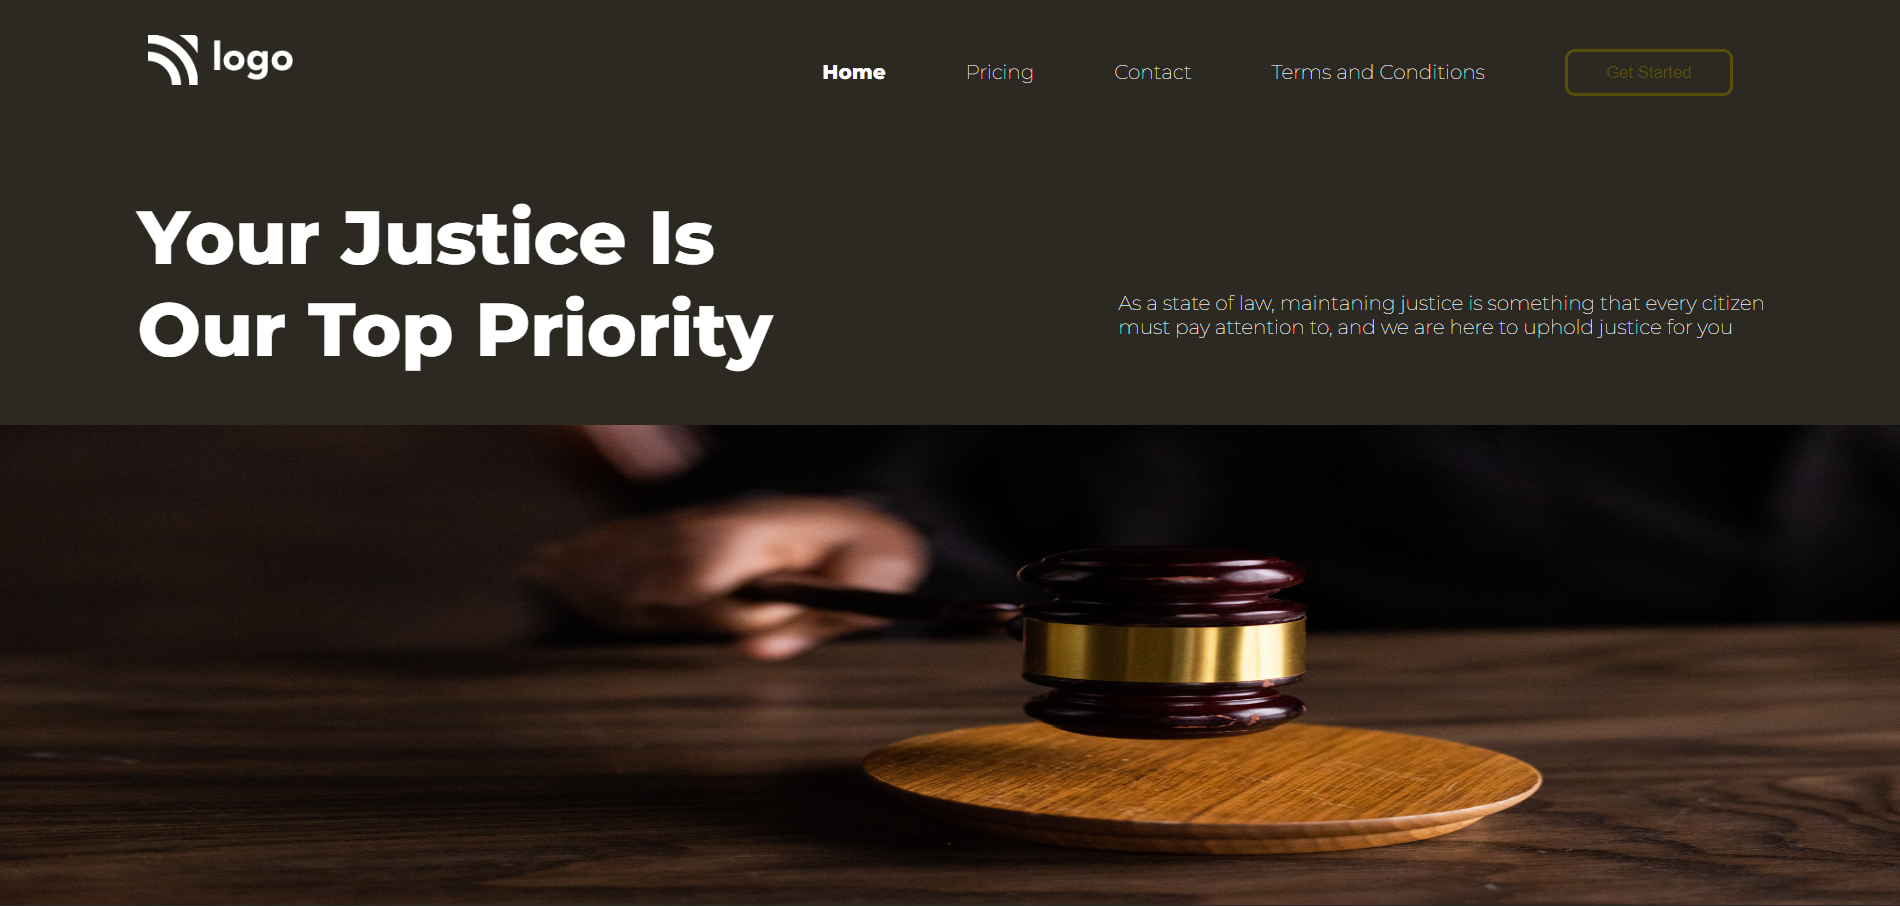 logo
Home
Pricing
Contact
Terms and Conditions
Get Started
Your Justice Is
Our Top Priority
As a state of law, maintaning justice is something that every citizen
must pay attention to, and we are here to uphold justice for you